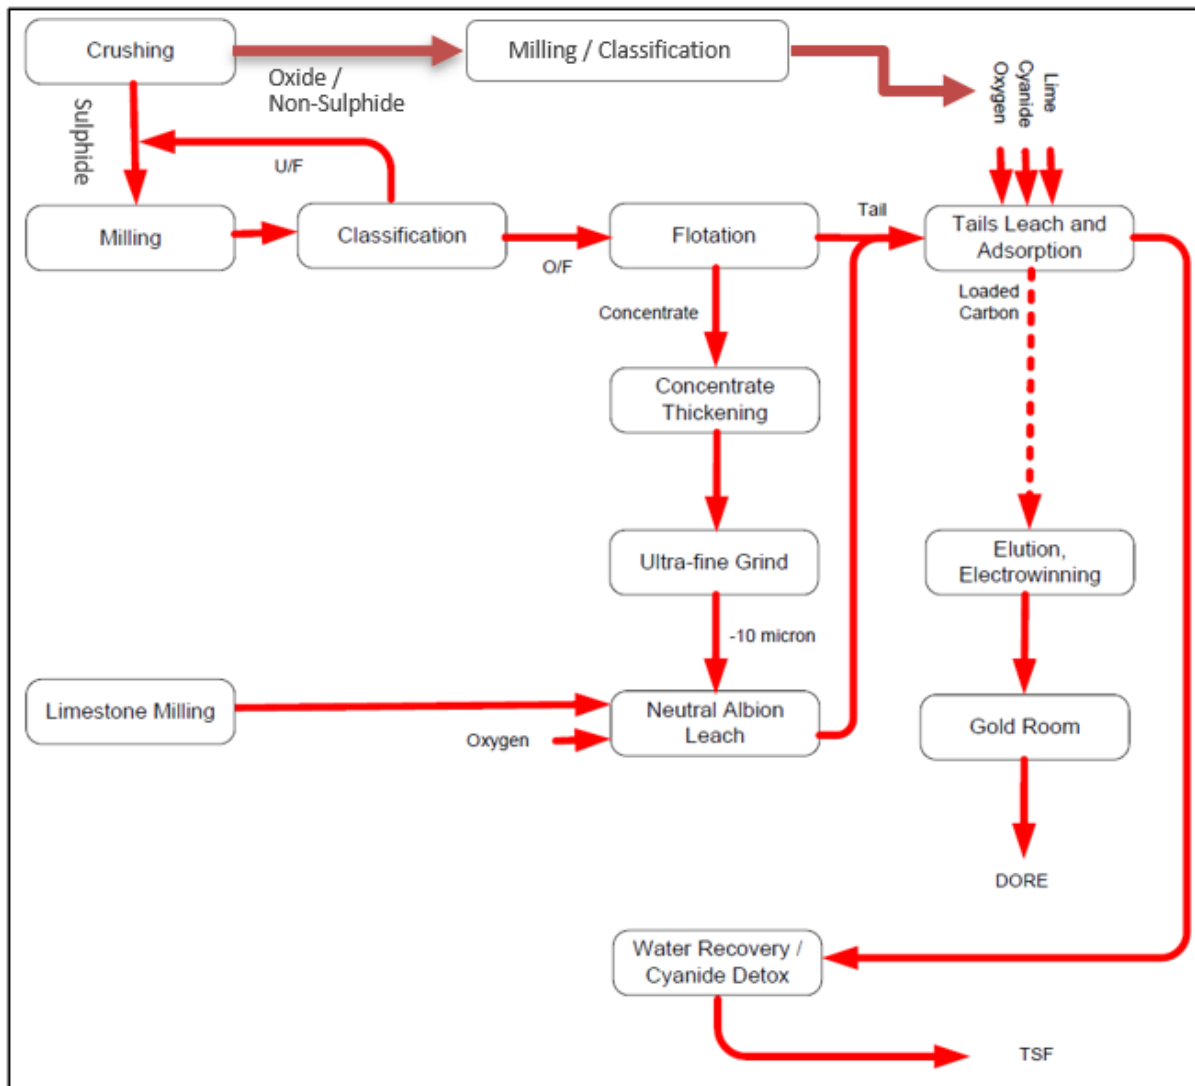 Crushing
Milling / Classification
Oxide /
Non-Sulphide
Oxygen
Cyanide
Lime
Sulphide
U/F
Milling
Classification
O/F
Flotation
Tail
Tails Leach and
Adsorption
Concentrate
Loaded
Carbon
Concentrate
Thickening
Ultra-fine Grind
Elution,
Electrowinning
-10 micron
Limestone Milling
Oxygen
Neutral Albion
Leach
Gold Room
DORE
Water Recovery /
Cyanide Detox
TSF